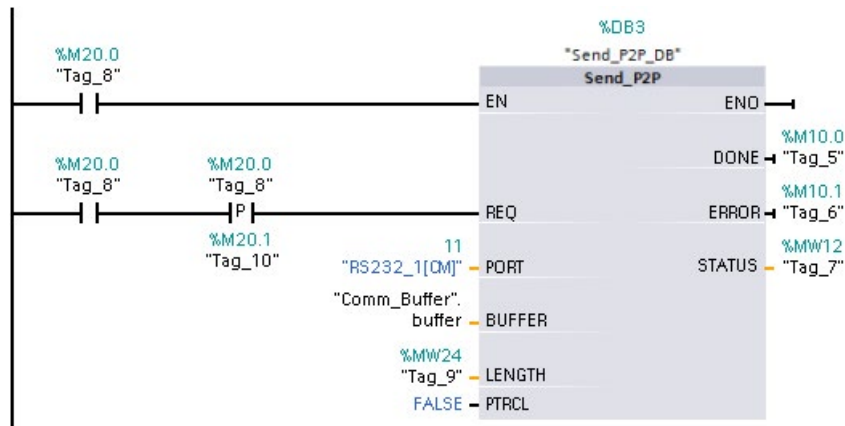 %DB3
"Send_P2P_DB"
Send_P2P
%M20.0
"Tag_8"
EN
ENO
DONE
%M10.0
"Tag_5"
%M20.0
"Tag_8"
%M20.0
"Tag_8"
P
%M20.1
"Tag_10"
REQ
ERROR
%M10.1
"Tag_6"
11
"RS232_1[CM]"
PORT
STATUS
%MW12
"Tag_7"
"Comm_Buffer".
buffer
BUFFER
%MW24
"Tag_9"
LENGTH
FALSE
PTRCL